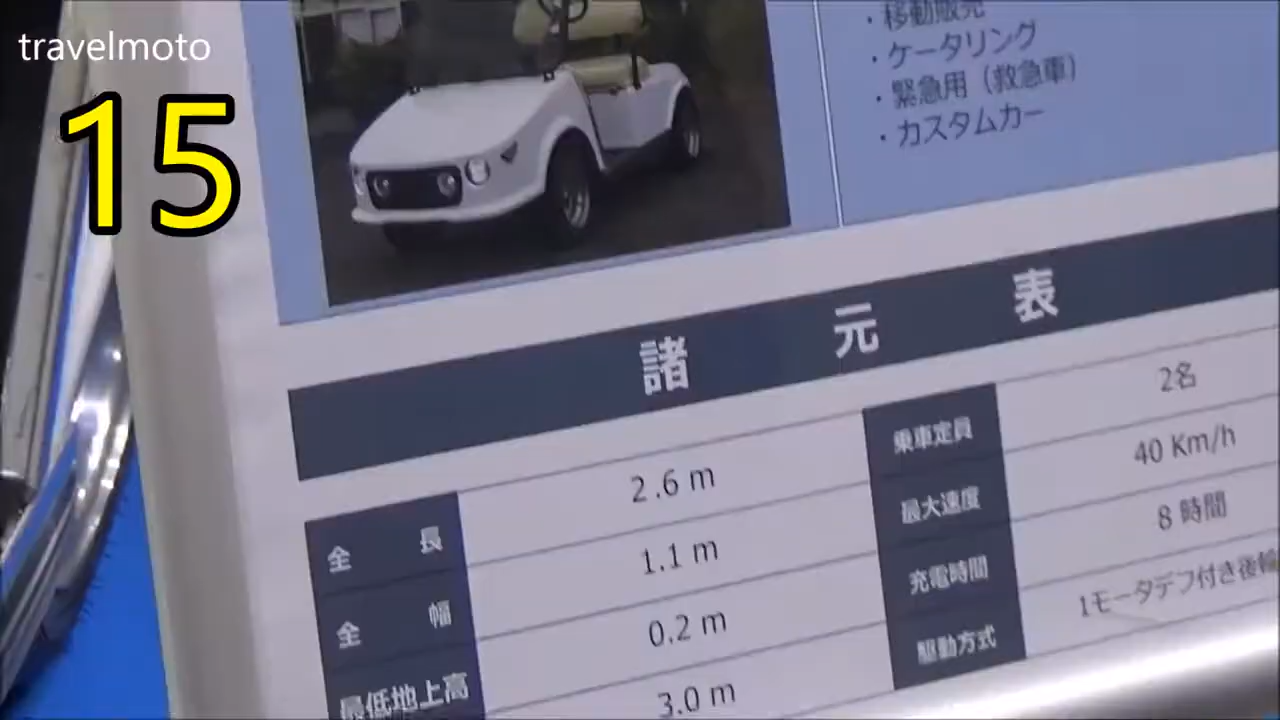 travelmoto
15
・移動販売
・ケータリング
・緊急用（救急車）
・カスタムカー
諸元表
全長 2.6 m 乗車定員 2名
全幅 1.1 m 最大速度 40 Km/h
最低地上高 0.2 m 充電時間 8 時間
3.0 m 駆動方式 1モータデフ付き後輪